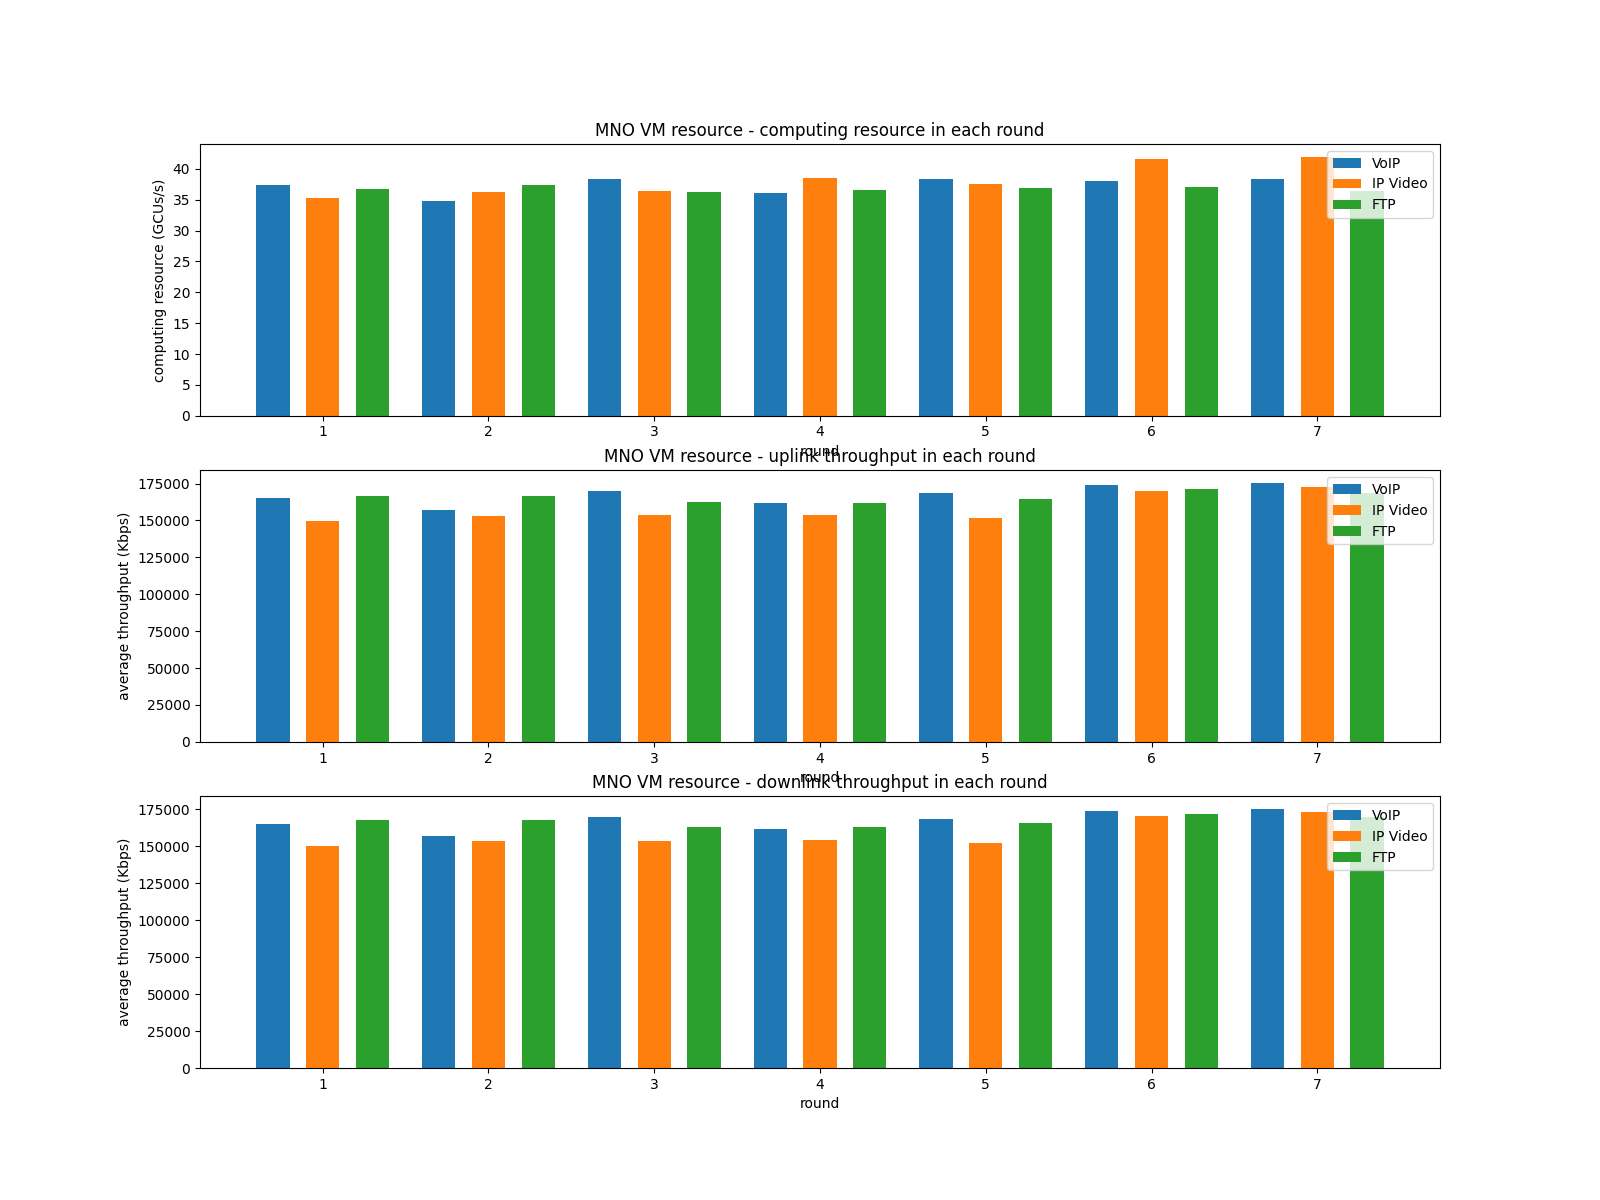 MNO VM resource - computing resource in each round
computing resource (GCUs/s)
40
35
30
25
20
15
10
5
0
VoIP
IP Video
FTP
1 2 3 4 5 6 7
round
MNO VM resource - uplink throughput in each round
average throughput (Kbps)
175000
150000
125000
100000
75000
50000
25000
0
VoIP
IP Video
FTP
1 2 3 4 5 6 7
round
MNO VM resource - downlink throughput in each round
average throughput (Kbps)
175000
150000
125000
100000
75000
50000
25000
0
VoIP
IP Video
FTP
1 2 3 4 5 6 7
round